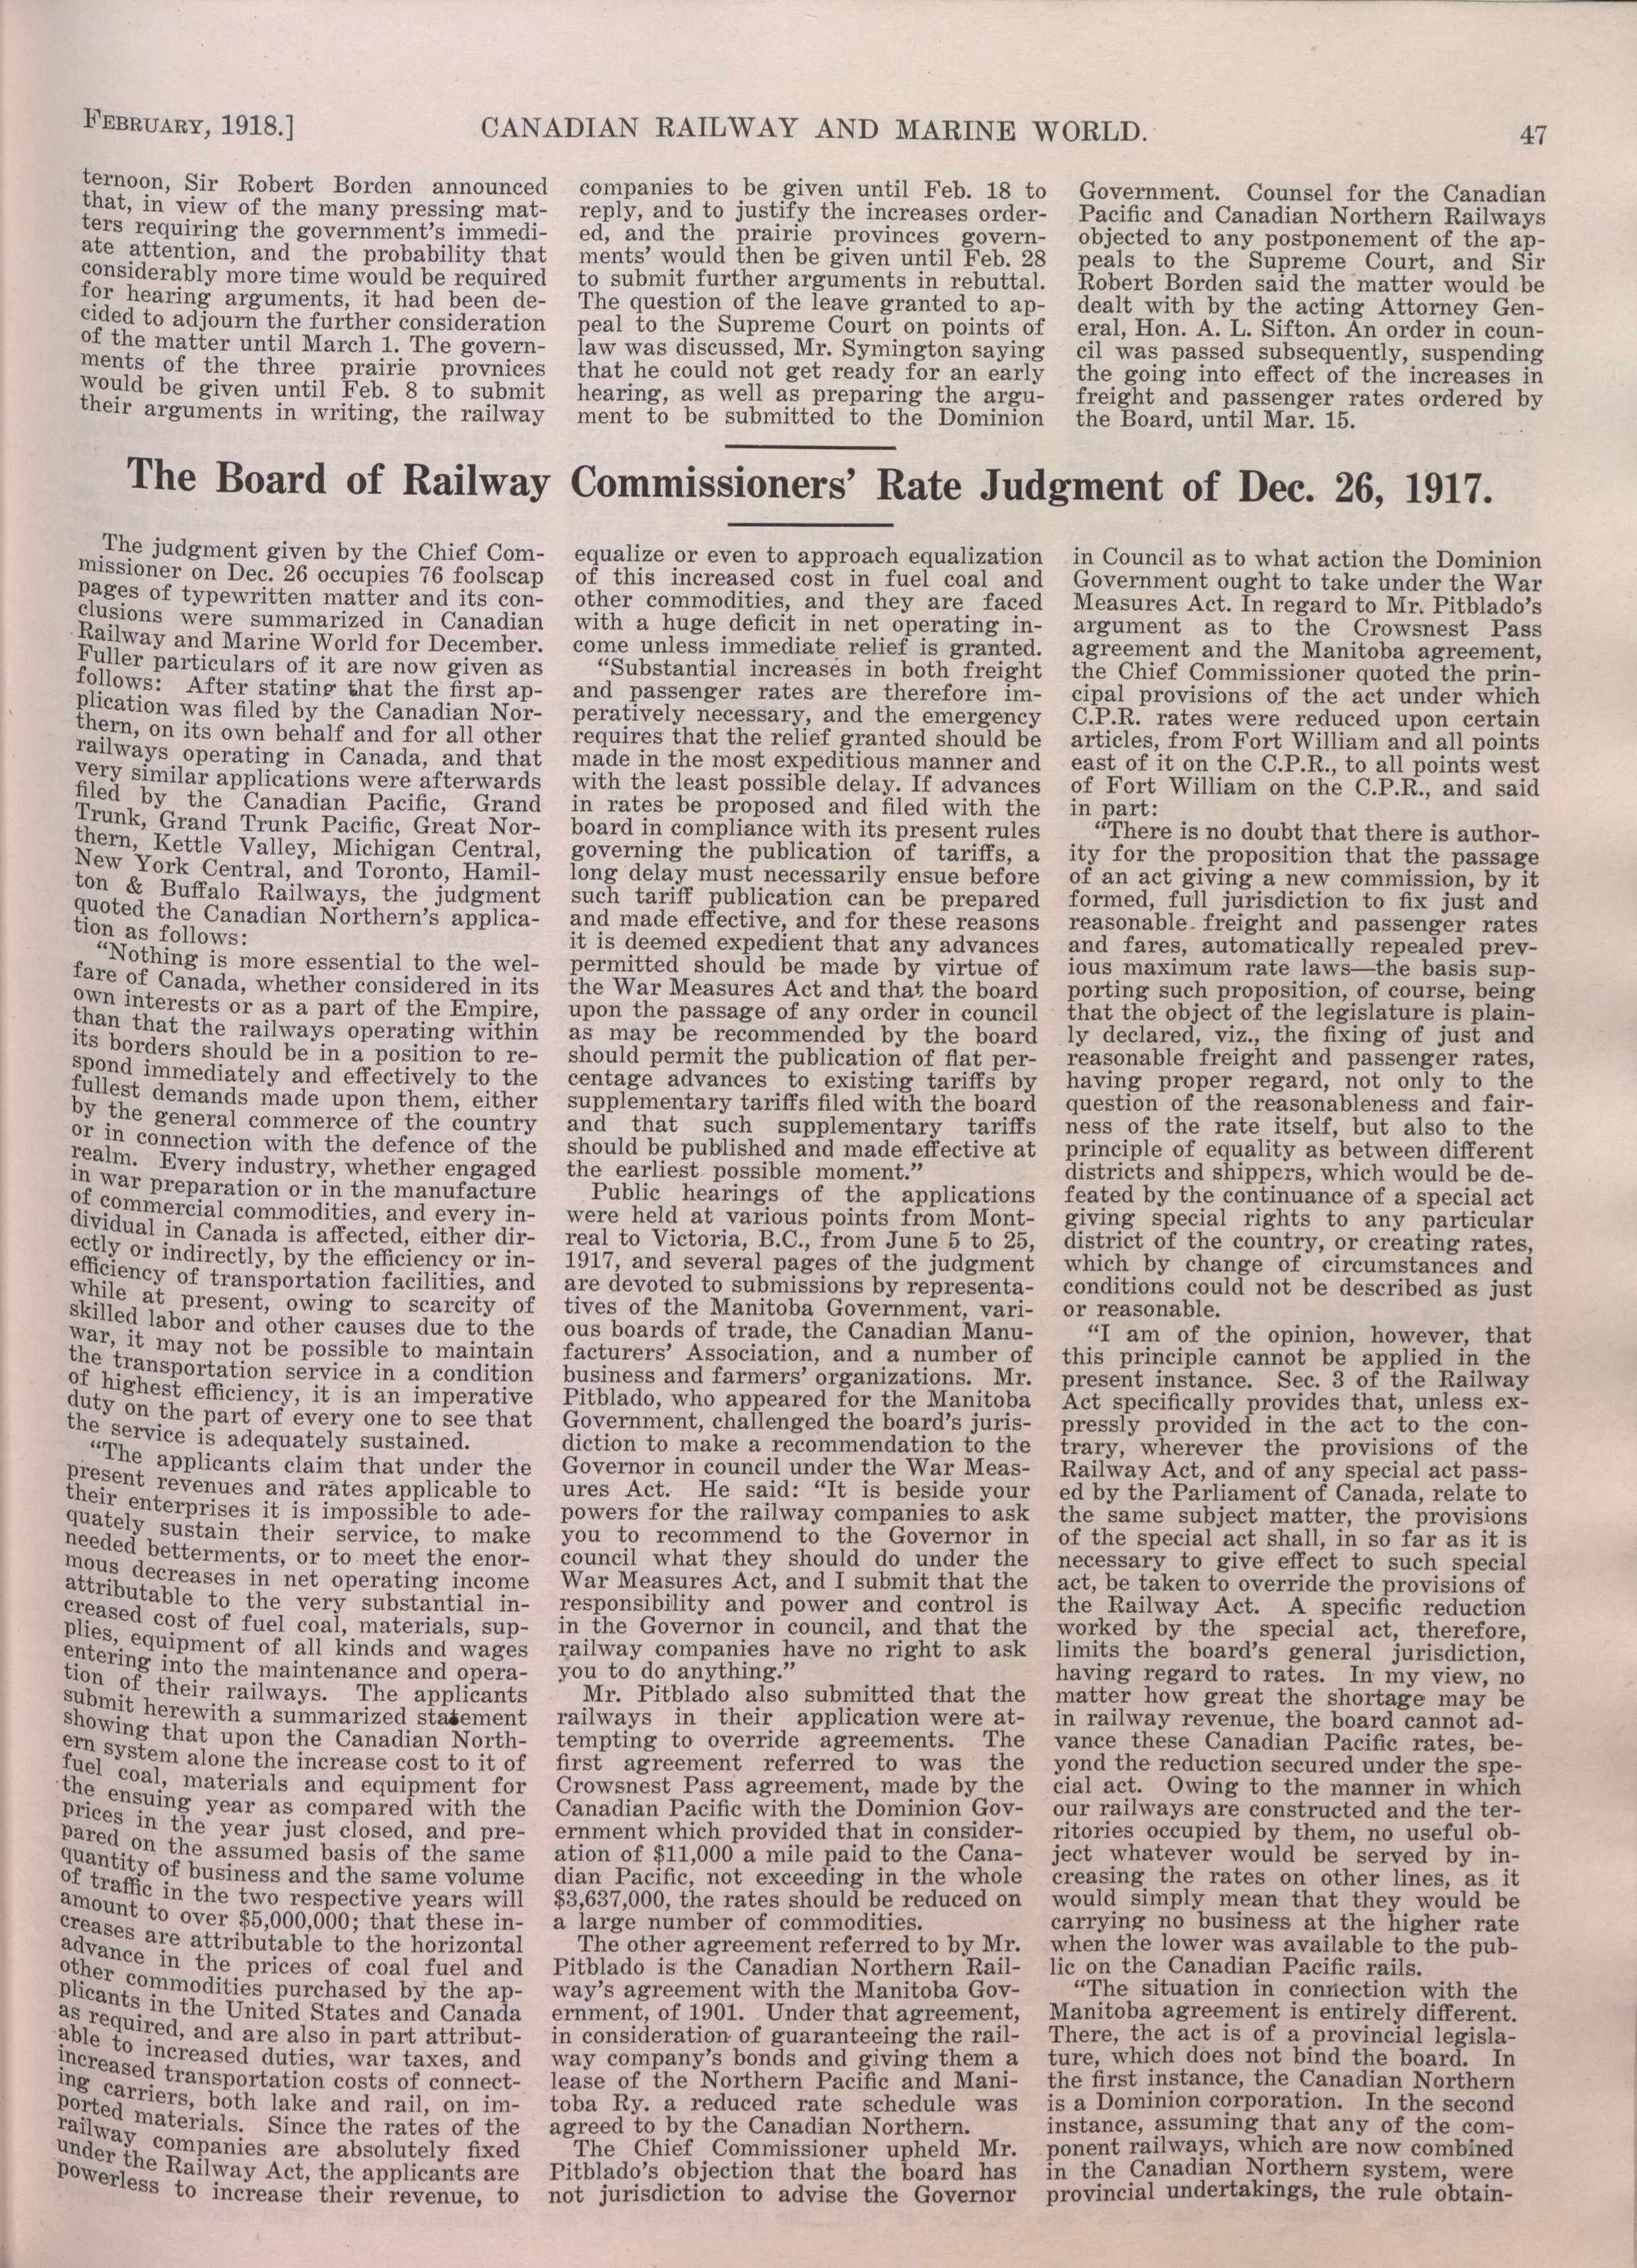 FEBRUARY, 1918.]
CANADIAN RAILWAY AND MARINE WORLD.
47
ternoon, Sir Robert Borden announced
that, in view of the many pressing mat-
ters requiring the government's immedi-
ate attention, and the probability that
considerably more time would be required
for hearing arguments, it had been de-
cided to adjourn the further consideration
of the matter until March 1. The govern-
ments of the three prairie provnices
would be given until Feb. 8 to submit
their arguments in writing, the railway
companies to be given until Feb. 18 to
reply, and to justify the increases order-
ed, and the prairie provinces govern-
ments' would then be given until Feb. 28
to submit further arguments in rebuttal.
The question of the leave granted to ap-
peal to the Supreme Court on points of
law was discussed, Mr. Symington saying
that he could not get ready for an early
hearing, as well as preparing the argu-
ment to be submitted to the Dominion
Government. Counsel for the Canadian
Pacific and Canadian Northern Railways
objected to any postponement of the ap-
peals to the Supreme Court, and Sir
Robert Borden said the matter would be
dealt with by the acting Attorney Gen-
eral, Hon. A. L. Sifton. An order in coun-
cil was passed subsequently, suspending
the going into effect of the increases in
freight and passenger rates ordered by
the Board, until Mar. 15.
The Board of Railway Commissioners' Rate Judgment of Dec. 26, 1917.
The judgment given by the Chief Com-
missioner on Dec. 26 occupies 76 foolscap
pages of typewritten matter and its con-
clusions were summarized in Canadian
Railway and Marine World for December.
Fuller particulars of it are now given as
follows: After stating that the first ap-
plication was filed by the Canadian Nor-
thern, on its own behalf and for all other
railways operating in Canada, and that
very similar applications were afterwards
filed by the Canadian Pacific, Grand
Trunk, Grand Trunk Pacific, Great Nor-
thern, Kettle Valley, Michigan Central,
New York Central, and Toronto, Hamil-
ton & Buffalo Railways, the judgment
quoted the Canadian Northern's applica-
tion as follows:
"Nothing is more essential to the wel-
fare of Canada, whether considered in its
own interests or as a part of the Empire,
than that the railways operating within
its borders should be in a position to re-
spond immediately and effectively to the
fullest demands made upon them, either
by the general commerce of the country
or in connection with the defence of the
realm. Every industry, whether engaged
in war preparation or in the manufacture
of commercial commodities, and every in-
dividual in Canada is affected, either dir-
ectly or indirectly, by the efficiency or in-
efficiency of transportation facilities, and
while at present, owing to scarcity of
skilled labor and other causes due to the
war, it may not be possible to maintain
the transportation service in a condition
of highest efficiency, it is an imperative
duty on the part of every one to see that
the service is adequately sustained.
"The applicants claim that under the
present revenues and rates applicable to
their enterprises it is impossible to ade-
quately sustain their service, to make
needed betterments, or to meet the enor-
mous decreases in net operating income
attributable to the very substantial in-
creased cost of fuel coal, materials, sup-
plies, equipment of all kinds and wages
entering into the maintenance and opera-
tion of their railways. The applicants
submit herewith a summarized statement
showing that upon the Canadian North-
ern system alone the increase cost to it of
fuel coal, materials and equipment for
the ensuing year as compared with the
prices in the year just closed, and pre-
pared on the assumed basis of the same
quantity of business and the same volume
of traffic in the two respective years will
amount to over $5,000,000; that these in-
creases are attributable to the horizontal
advance in the prices of coal fuel and
other commodities purchased by the ap-
plicants in the United States and Canada
as required, and are also in part attribut-
able to increased duties, war taxes, and
increased transportation costs of connect-
ing carriers, both lake and rail, on im-
ported materials. Since the rates of the
railway companies are absolutely fixed
under the Railway Act, the applicants are
powerless to increase their revenue, to
equalize or even to approach equalization
of this increased cost in fuel coal and
other commodities, and they are faced
with a huge deficit in net operating in-
come unless immediate relief is granted.
"Substantial increases in both freight
and passenger rates are therefore im-
peratively necessary, and the emergency
requires that the relief granted should be
made in the most expeditious manner and
with the least possible delay. If advances
in rates be proposed and filed with the
board in compliance with its present rules
governing the publication of tariffs, a
long delay must necessarily ensue before
such tariff publication can be prepared
and made effective, and for these reasons
it is deemed expedient that any advances
permitted should be made by virtue of
the War Measures Act and that the board
upon the passage of any order in council
as may be recommended by the board
should permit the publication of flat per-
centage advances to existing tariffs by
supplementary tariffs filed with the board
and that such supplementary tariffs
should be published and made effective at
the earliest possible moment."
Public hearings of the applications
were held at various points from Mont-
real to Victoria, B.C., from June 5 to 25,
1917, and several pages of the judgment
are devoted to submissions by representa-
tives of the Manitoba Government, vari-
ous boards of trade, the Canadian Manu-
facturers' Association, and a number of
business and farmers' organizations. Mr.
Pitblado, who appeared for the Manitoba
Government, challenged the board's juris-
diction to make a recommendation to the
Governor in council under the War Meas-
ures Act. He said: "It is beside your
powers for the railway companies to ask
you to recommend to the Governor in
council what they should do under the
War Measures Act, and I submit that the
responsibility and power and control is
in the Governor in council, and that the
railway companies have no right to ask
you to do anything."
Mr. Pitblado also submitted that the
railways in their application were at-
tempting to override agreements. The
first agreement referred to was the
Crowsnest Pass agreement, made by the
Canadian Pacific with the Dominion Gov-
ernment which provided that in consider-
ation of $11,000 a mile paid to the Cana-
dian Pacific, not exceeding in the whole
$3,637,000, the rates should be reduced on
a large number of commodities.
The other agreement referred to by Mr.
Pitblado is the Canadian Northern Rail-
way's agreement with the Manitoba Gov-
ernment, of 1901. Under that agreement,
in consideration of guaranteeing the rail-
way company's bonds and giving them a
lease of the Northern Pacific and Mani-
toba Ry. a reduced rate schedule was
agreed to by the Canadian Northern.
The Chief Commissioner upheld Mr.
Pitblado's objection that the board has
not jurisdiction to advise the Governor
in Council as to what action the Dominion
Government ought to take under the War
Measures Act. In regard to Mr. Pitblado's
argument as to the Crowsnest Pass
agreement and the Manitoba agreement,
the Chief Commissioner quoted the prin-
cipal provisions of the act under which
C.P.R. rates were reduced upon certain
articles, from Fort William and all points
east of it on the C.P.R., to all points west
of Fort William on the C.P.R., and said
in part:
"There is no doubt that there is author-
ity for the proposition that the passage
of an act giving a new commission, by it
formed, full jurisdiction to fix just and
reasonable freight and passenger rates
and fares, automatically repealed prev-
ious maximum rate laws—the basis sup-
porting such proposition, of course, being
that the object of the legislature is plain-
ly declared, viz., the fixing of just and
reasonable freight and passenger rates,
having proper regard, not only to the
question of the reasonableness and fair-
ness of the rate itself, but also to the
principle of equality as between different
districts and shippers, which would be de-
feated by the continuance of a special act
giving special rights to any particular
district of the country, or creating rates,
which by change of circumstances and
conditions could not be described as just
or reasonable.
"I am of the opinion, however, that
this principle cannot be applied in the
present instance. Sec. 3 of the Railway
Act specifically provides that, unless ex-
pressly provided in the act to the con-
trary, wherever the provisions of the
Railway Act, and of any special act pass-
ed by the Parliament of Canada, relate to
the same subject matter, the provisions
of the special act shall, in so far as it is
necessary to give effect to such special
act, be taken to override the provisions of
the Railway Act. A specific reduction
worked by the special act, therefore,
limits the board's general jurisdiction,
having regard to rates. In my view, no
matter how great the shortage may be
in railway revenue, the board cannot ad-
vance these Canadian Pacific rates, be-
yond the reduction secured under the spe-
cial act. Owing to the manner in which
our railways are constructed and the ter-
ritories occupied by them, no useful ob-
ject whatever would be served by in-
creasing the rates on other lines, as it
would simply mean that they would be
carrying no business at the higher rate
when the lower was available to the pub-
lic on the Canadian Pacific rails.
"The situation in connection with the
Manitoba agreement is entirely different.
There, the act is of a provincial legisla-
ture, which does not bind the board. In
the first instance, the Canadian Northern
is a Dominion corporation. In the second
instance, assuming that any of the com-
ponent railways, which are now combined
in the Canadian Northern system, were
provincial undertakings, the rule obtain-